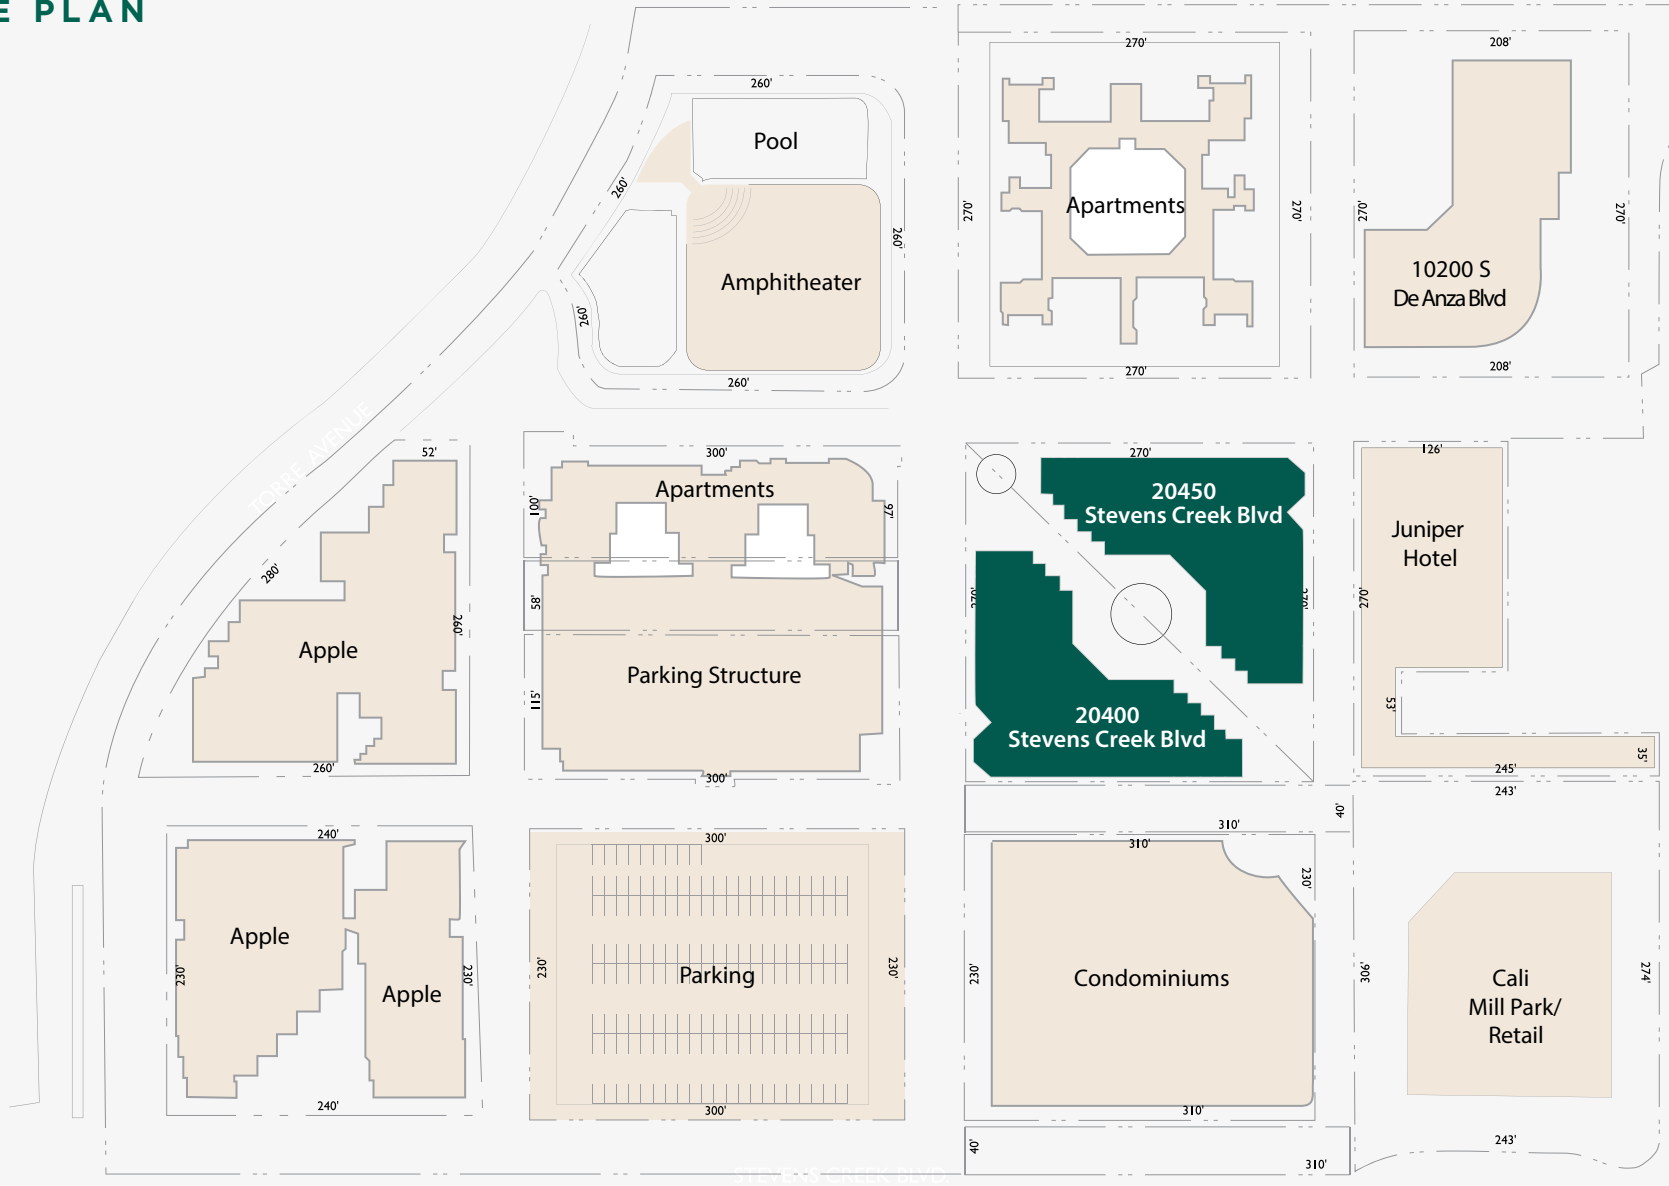 E PLAN
270'
208'
260'
Pool
260'
270'
Apartments
270'
270'
270'
260'
Amphitheater
10200 S
De Anza Blvd
260'
260'
270'
208'
TORRE AVENUE
52'
300'
270'
126'
Apartments
100'
97'
20450
Stevens Creek Blvd
Juniper
Hotel
280'
58'
270'
270'
270'
260'
Apple
Parking Structure
115'
20400
Stevens Creek Blvd
53'
35'
260'
300'
245'
243'
40'
310'
240'
300'
310'
230'
Apple
230'
230'
Apple
230'
Parking
230'
230'
Condominiums
306'
Cali
Mill Park/
Retail
274'
240'
300'
310'
40'
310'
243'
STEVENS CREEK BLVD.